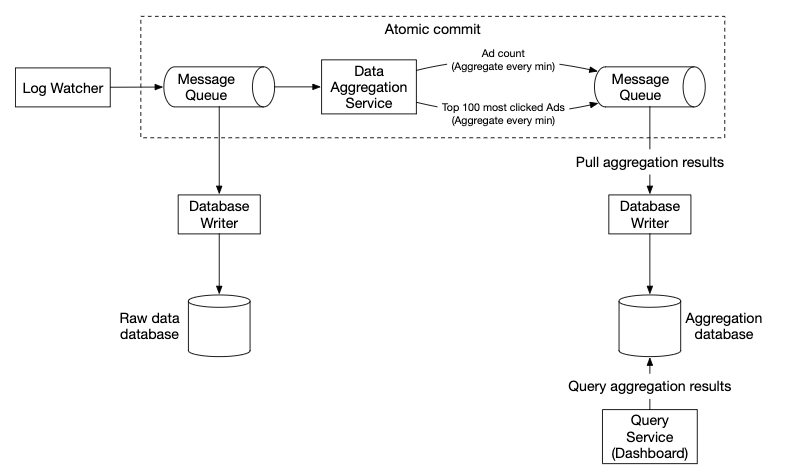 Atomic commit
Log Watcher
Message
Queue
Data
Aggregation
Service
Ad count
(Aggregate every min)
Top 100 most clicked Ads
(Aggregate every min)
Message
Queue
Pull aggregation results
Database
Writer
Database
Writer
Raw data
database
Aggregation
database
Query aggregation results
Query
Service
(Dashboard)